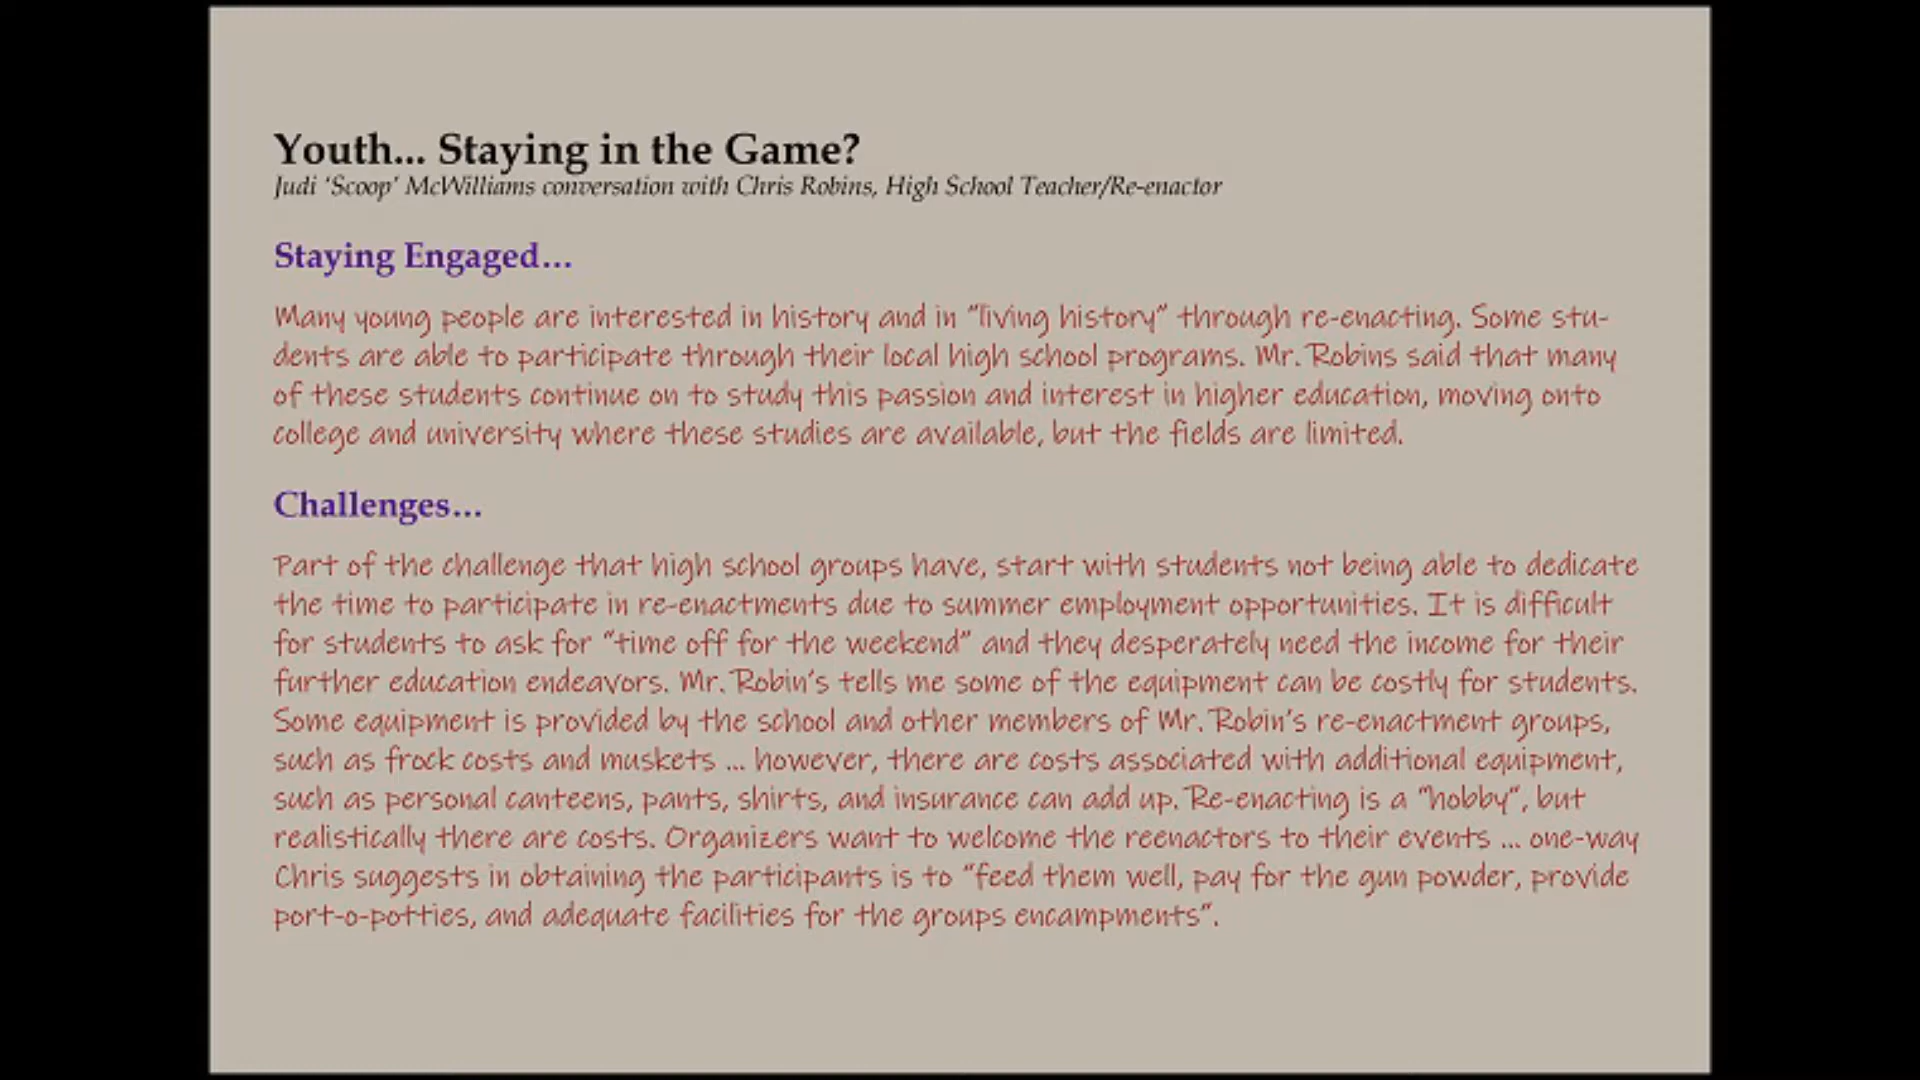 Youth... Staying in the Game?
Judi ‘Scoop’ McWilliams conversation with Chris Robins, High School Teacher/Re-enactor
Staying Engaged…
Many young people are interested in history and in “living history” through re-enacting. Some stu-
dents are able to participate through their local high school programs. Mr. Robins said that many
of these students continue on to study this passion and interest in higher education, moving onto
college and university where these studies are available, but the fields are limited.
Challenges…
Part of the challenge that high school groups have, start with students not being able to dedicate
the time to participate in re-enactments due to summer employment opportunities. It is difficult
for students to ask for “time off for the weekend” and they desperately need the income for their
further education endeavors. Mr. Robin’s tells me some of the equipment can be costly for students.
Some equipment is provided by the school and other members of Mr. Robin’s re-enactment groups,
such as frock costs and muskets ... however, there are costs associated with additional equipment,
such as personal canteens, pants, shirts, and insurance can add up. Re-enacting is a “hobby”, but
realistically there are costs. Organizers want to welcome the reenactors to their events ... one-way
Chris suggests in obtaining the participants is to “feed them well, pay for the gun powder, provide
port-o-potties, and adequate facilities for the groups encampments”.